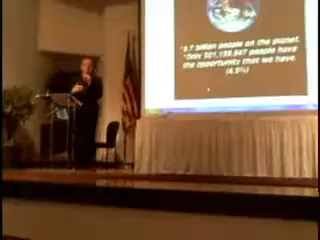 *6.7 billion people on the planet.
*Only 301,139,947 people have
the opportunity that we have
(4.5%)